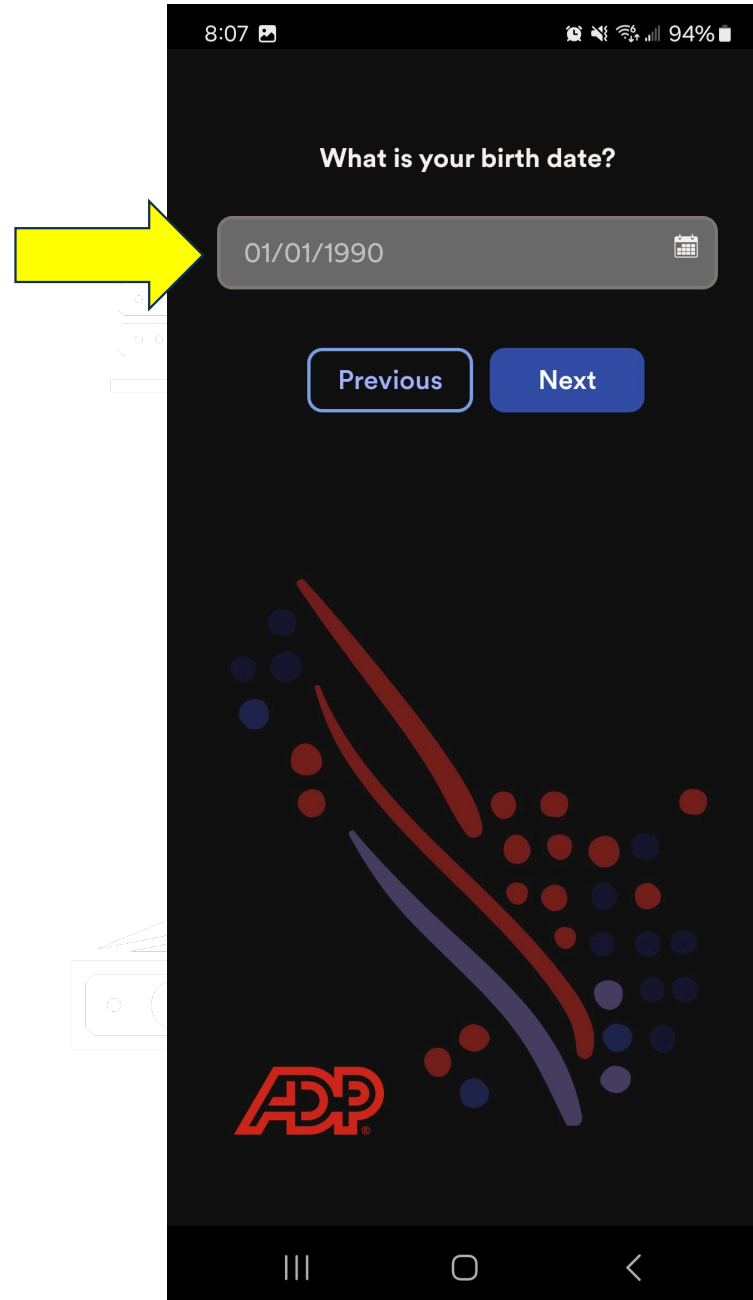 8:07
94%
What is your birth date?
01/01/1990
Previous
Next
ADP®